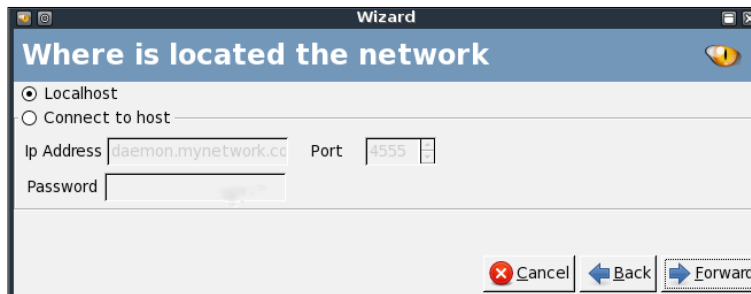 Wizard
Where is located the network
Localhost
Connect to host
Ip Address daemon.mynetwork.cc Port 4555
Password
Cancel Back Forward